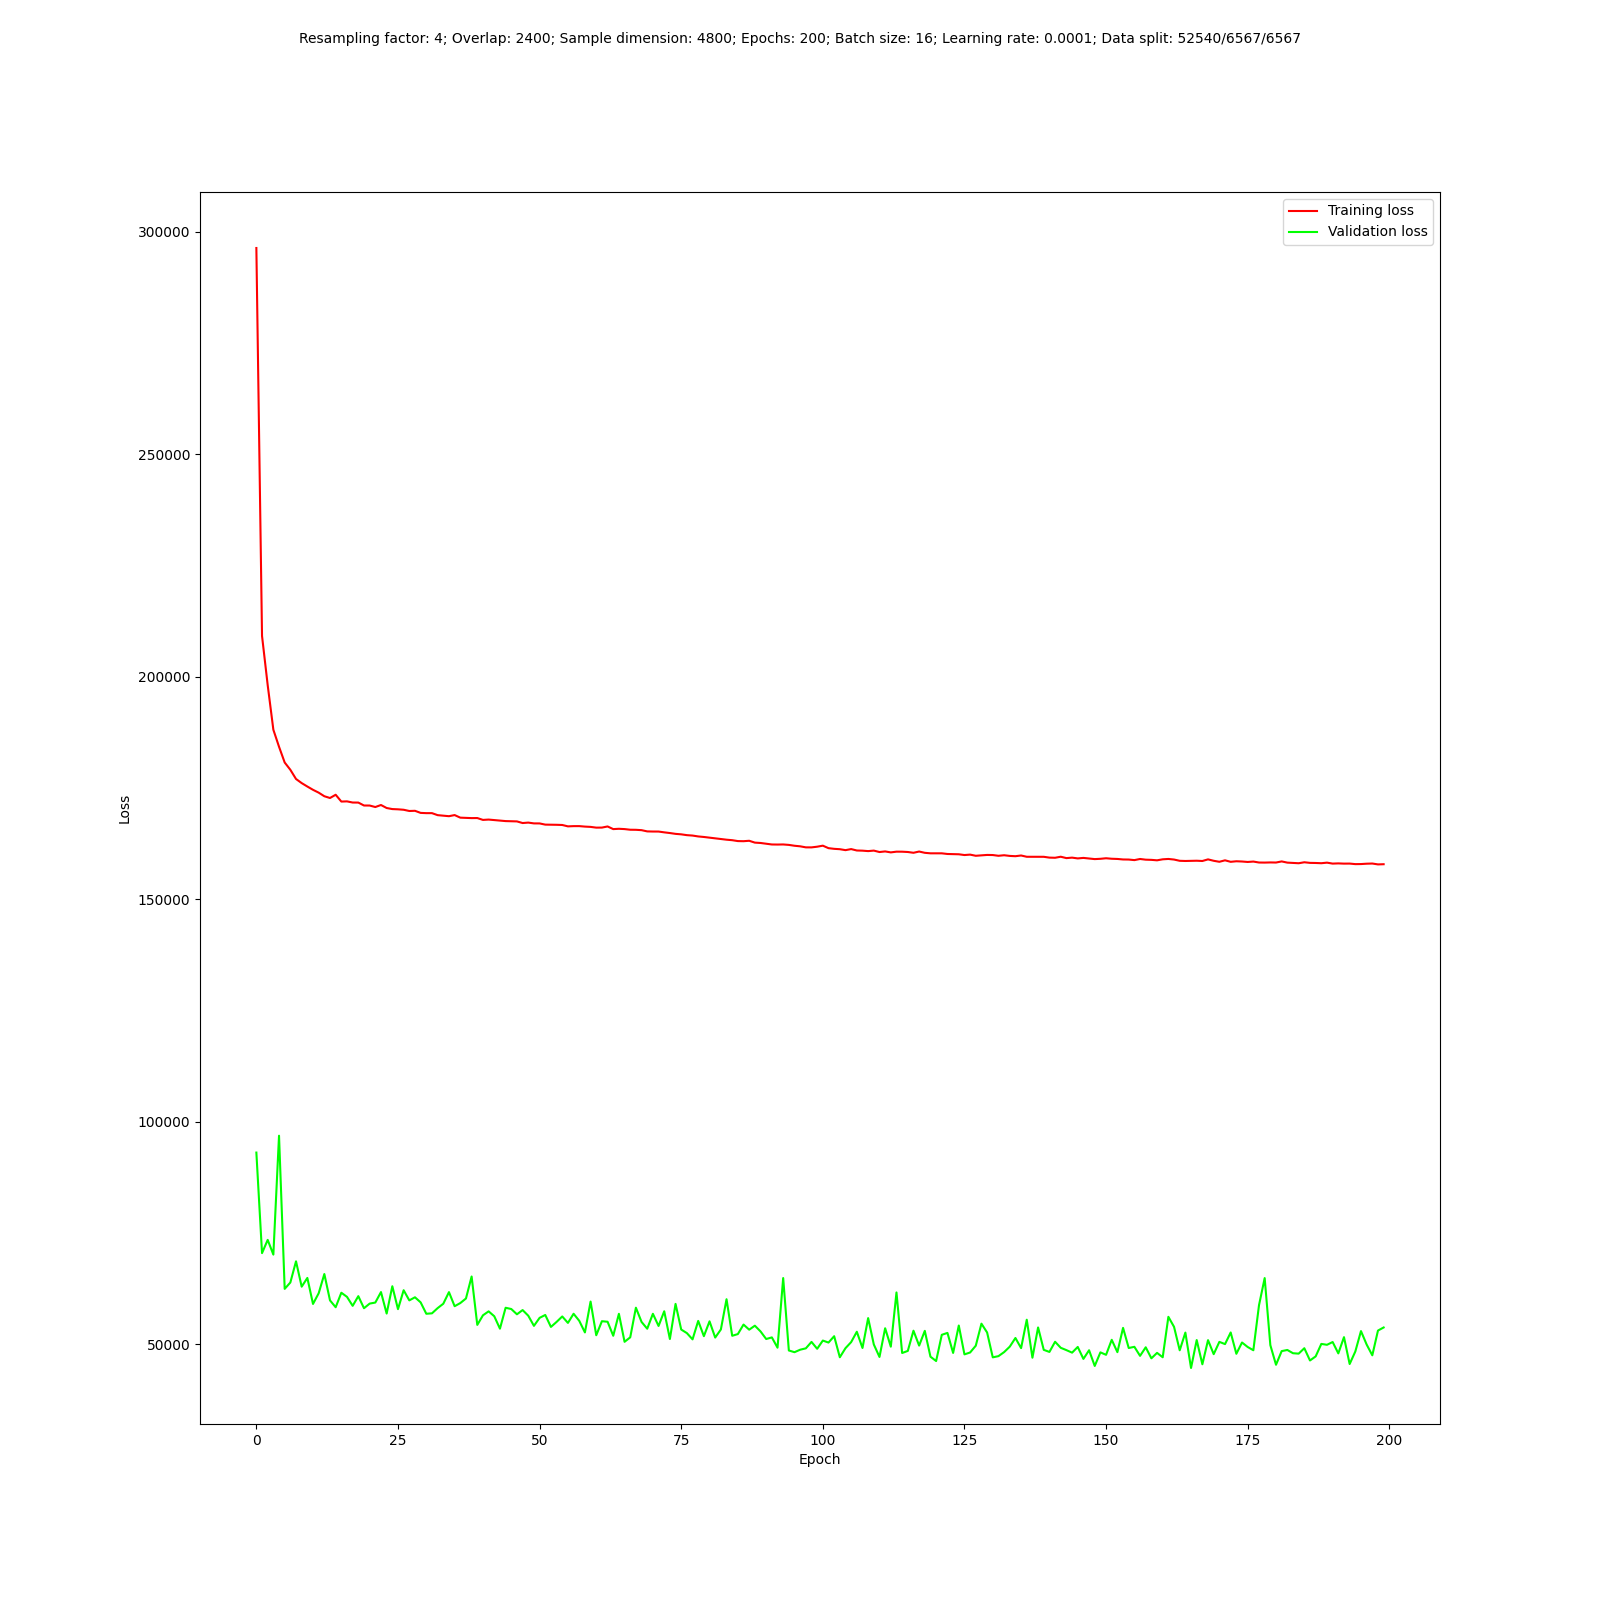 Resampling factor: 4; Overlap: 2400; Sample dimension: 4800; Epochs: 200; Batch size: 16; Learning rate: 0.0001; Data split: 52540/6567/6567
Training loss
Validation loss
300000
250000
200000
150000
100000
50000
Loss
0 25 50 75 100 125 150 175 200
Epoch